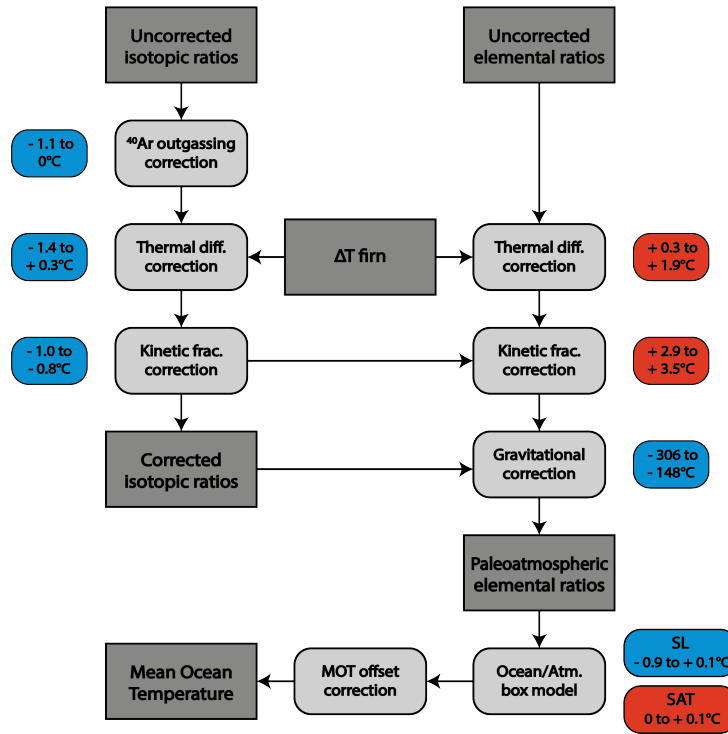 Uncorrected
isotopic ratios
Uncorrected
elemental ratios
- 1.1 to
0°C
⁴⁰Ar outgassing
correction
- 1.4 to
+ 0.3°C
Thermal diff.
correction
ΔT firn
Thermal diff.
correction
+ 0.3 to
+ 1.9°C
- 1.0 to
- 0.8°C
Kinetic frac.
correction
Kinetic frac.
correction
+ 2.9 to
+ 3.5°C
Corrected
isotopic ratios
Gravitational
correction
- 306 to
- 148°C
Paleoatmospheric
elemental ratios
Mean Ocean
Temperature
MOT offset
correction
Ocean/Atm.
box model
SL
- 0.9 to + 0.1°C
SAT
0 to + 0.1°C